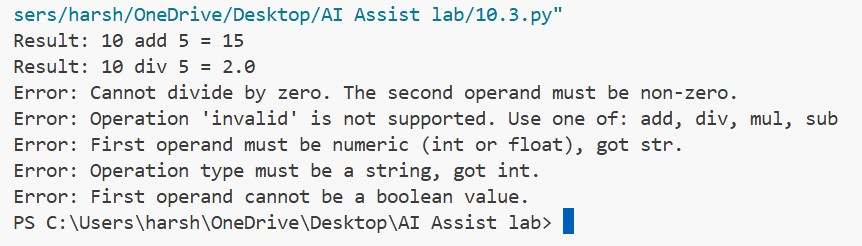 sers/harsh/OneDrive/Desktop/AI Assist lab/10.3.py"
Result: 10 add 5 = 15
Result: 10 div 5 = 2.0
Error: Cannot divide by zero. The second operand must be non-zero.
Error: Operation 'invalid' is not supported. Use one of: add, div, mul, sub
Error: First operand must be numeric (int or float), got str.
Error: Operation type must be a string, got int.
Error: First operand cannot be a boolean value.
PS C:\Users\harsh\OneDrive\Desktop\AI Assist lab>